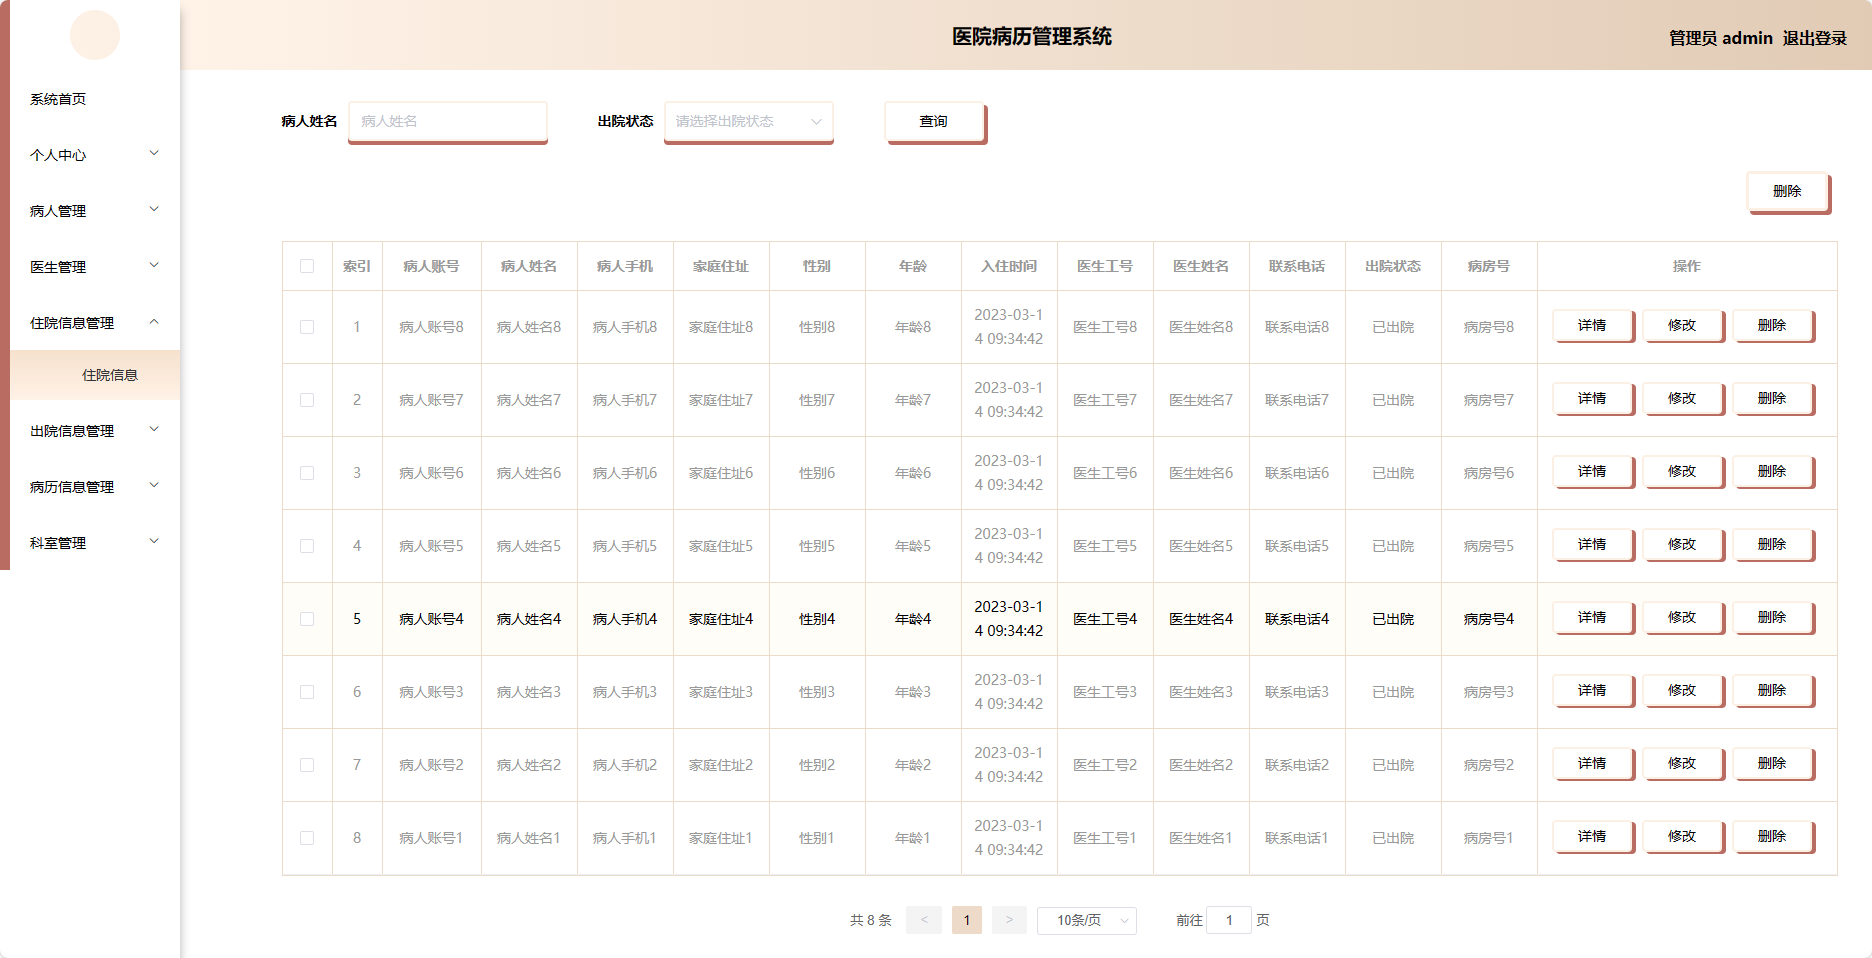 医院病历管理系统
管理员 admin 退出登录
系统首页
个人中心
病人管理
医生管理
住院信息管理
住院信息
出院信息管理
病历信息管理
科室管理
病人姓名 病人姓名 出院状态 请选择出院状态 查询
删除
索引 病人账号 病人姓名 病人手机 家庭住址 性别 年龄 入住时间 医生工号 医生姓名 联系电话 出院状态 病房号 操作
1 病人账号8 病人姓名8 病人手机8 家庭住址8 性别8 年龄8 2023-03-14 09:34:42 医生工号8 医生姓名8 联系电话8 已出院 病房号8 详情 修改 删除
2 病人账号7 病人姓名7 病人手机7 家庭住址7 性别7 年龄7 2023-03-14 09:34:42 医生工号7 医生姓名7 联系电话7 已出院 病房号7 详情 修改 删除
3 病人账号6 病人姓名6 病人手机6 家庭住址6 性别6 年龄6 2023-03-14 09:34:42 医生工号6 医生姓名6 联系电话6 已出院 病房号6 详情 修改 删除
4 病人账号5 病人姓名5 病人手机5 家庭住址5 性别5 年龄5 2023-03-14 09:34:42 医生工号5 医生姓名5 联系电话5 已出院 病房号5 详情 修改 删除
5 病人账号4 病人姓名4 病人手机4 家庭住址4 性别4 年龄4 2023-03-14 09:34:42 医生工号4 医生姓名4 联系电话4 已出院 病房号4 详情 修改 删除
6 病人账号3 病人姓名3 病人手机3 家庭住址3 性别3 年龄3 2023-03-14 09:34:42 医生工号3 医生姓名3 联系电话3 已出院 病房号3 详情 修改 删除
7 病人账号2 病人姓名2 病人手机2 家庭住址2 性别2 年龄2 2023-03-14 09:34:42 医生工号2 医生姓名2 联系电话2 已出院 病房号2 详情 修改 删除
8 病人账号1 病人姓名1 病人手机1 家庭住址1 性别1 年龄1 2023-03-14 09:34:42 医生工号1 医生姓名1 联系电话1 已出院 病房号1 详情 修改 删除
共 8 条 < 1 > 10条/页 前往 1 页